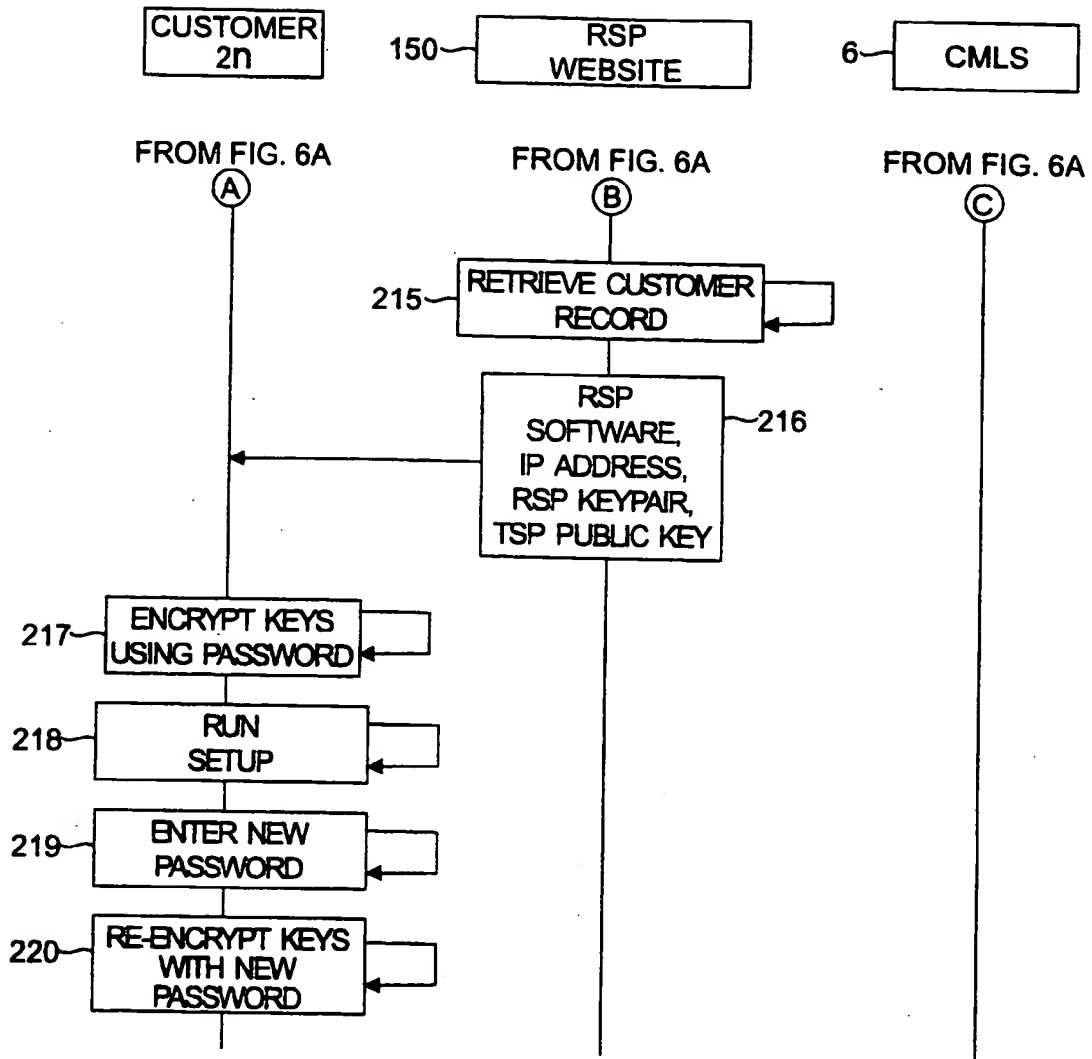 CUSTOMER
2n
150
RSP
WEBSITE
6
CMLS
FROM FIG. 6A
A
FROM FIG. 6A
B
FROM FIG. 6A
C
215
RETRIEVE CUSTOMER
RECORD
RSP
SOFTWARE,
IP ADDRESS,
RSP KEYPAIR,
TSP PUBLIC KEY
216
217
ENCRYPT KEYS
USING PASSWORD
218
RUN
SETUP
219
ENTER NEW
PASSWORD
220
RE-ENCRYPT KEYS
WITH NEW
PASSWORD